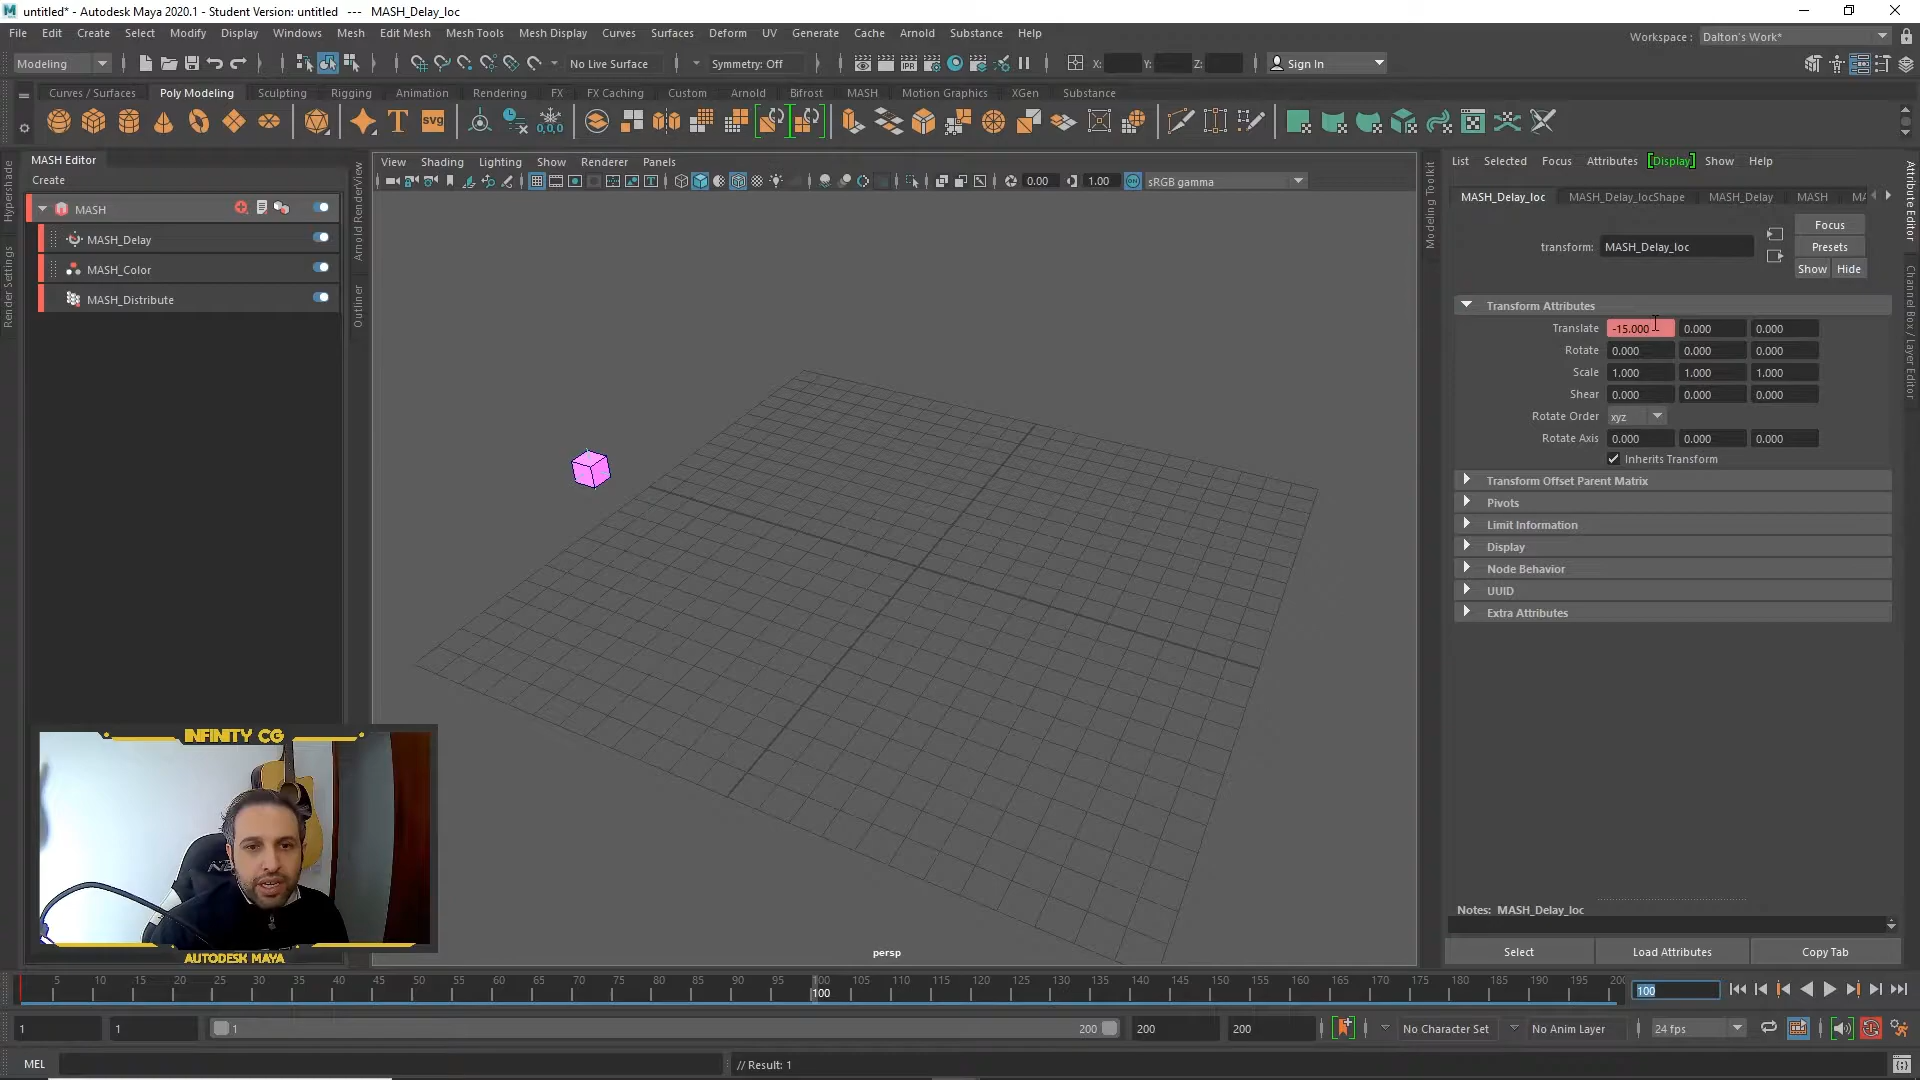 untitled* - Autodesk Maya 2020.1 - Student Version: untitled --- MASH_Delay_loc
File Edit Create Select Modify Display Windows Mesh Edit Mesh Mesh Tools Mesh Display Curves Surfaces Deform UV Generate Cache Arnold Substance Help
Workspace : Dalton's Work*
Modeling No Live Surface Symmetry: Off X: Y: Z: Sign In
Curves / Surfaces Poly Modeling Sculpting Rigging Animation Rendering FX FX Caching Custom Arnold Bifrost MASH Motion Graphics XGen Substance
T SVG 0,0,0
MASH Editor
Create
MASH
MASH_Delay
MASH_Color
MASH_Distribute
Hypershade
Render Settings
Arnold RenderView
Outliner
View Shading Lighting Show Renderer Panels
0.00 1.00 sRGB gamma
persp
Modeling Toolkit
List Selected Focus Attributes [Display] Show Help
MASH_Delay_loc MASH_Delay_locShape MASH_Delay MASH MA
Focus
transform: MASH_Delay_loc Presets
Show Hide
Transform Attributes
Translate -15.000 0.000 0.000
Rotate 0.000 0.000 0.000
Scale 1.000 1.000 1.000
Shear 0.000 0.000 0.000
Rotate Order xyz
Rotate Axis 0.000 0.000 0.000
Inherits Transform
Transform Offset Parent Matrix
Pivots
Limit Information
Display
Node Behavior
UUID
Extra Attributes
Notes: MASH_Delay_loc
Select Load Attributes Copy Tab
Attribute Editor
Channel Box / Layer Editor
INFINITY CG
AUTODESK MAYA
5 10 15 20 25 30 35 40 45 50 55 60 65 70 75 80 85 90 95 100 105 110 115 120 125 130 135 140 145 150 155 160 165 170 175 180 185 190 195 200
100
100
1 1 1 200 200 200 No Character Set No Anim Layer 24 fps
MEL // Result: 1